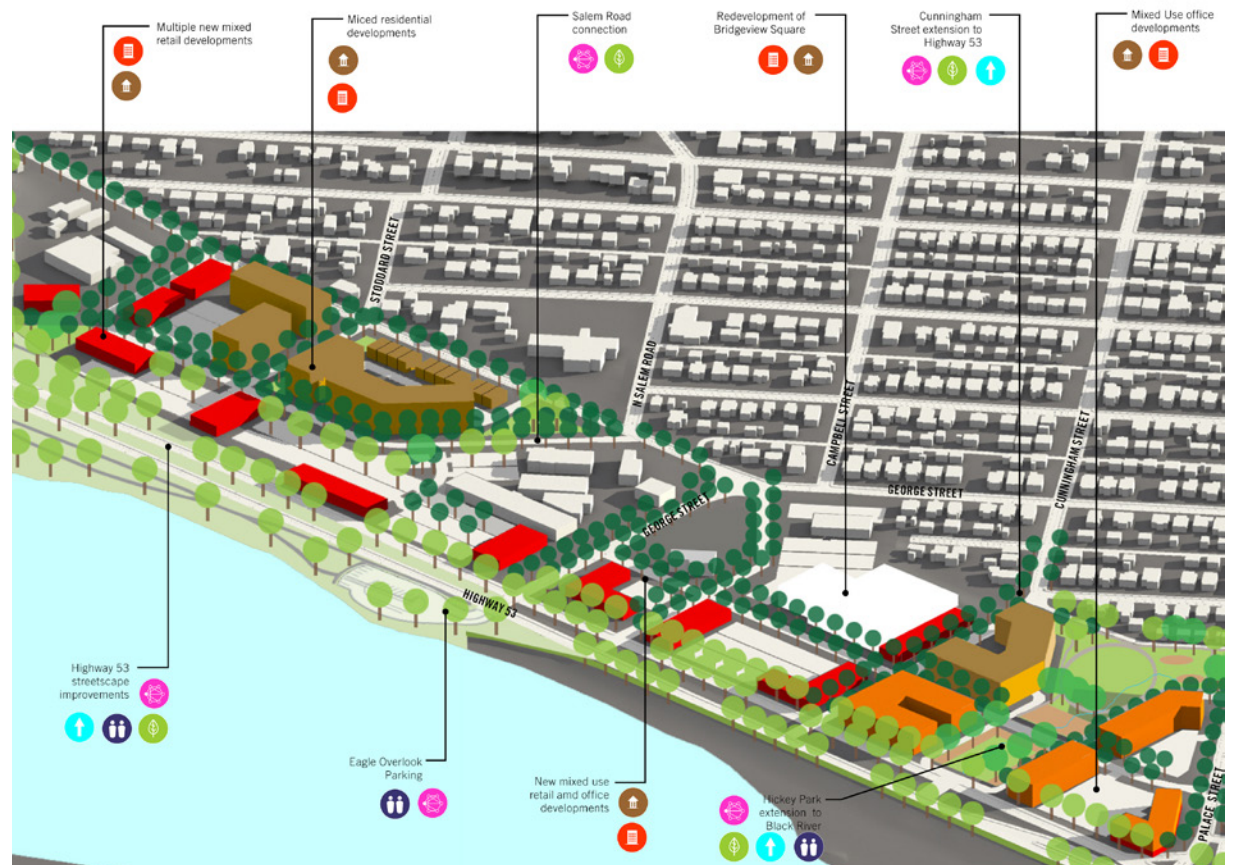 Multiple new mixed
retail developments
Miced residential
developments
Salem Road
connection
Redevelopment of
Bridgeview Square
Cunningham
Street extension to
Highway 53
Mixed Use office
developments
STODDARD STREET
N SALEM ROAD
CAMPBELL STREET
CUNNINGHAM STREET
GEORGE STREET
GEORGE STREET
HIGHWAY 53
PALACE STREET
Highway 53
streetscape
improvements
Eagle Overlook
Parking
New mixed use
retail amd office
developments
Hickey Park
extension to
Black River